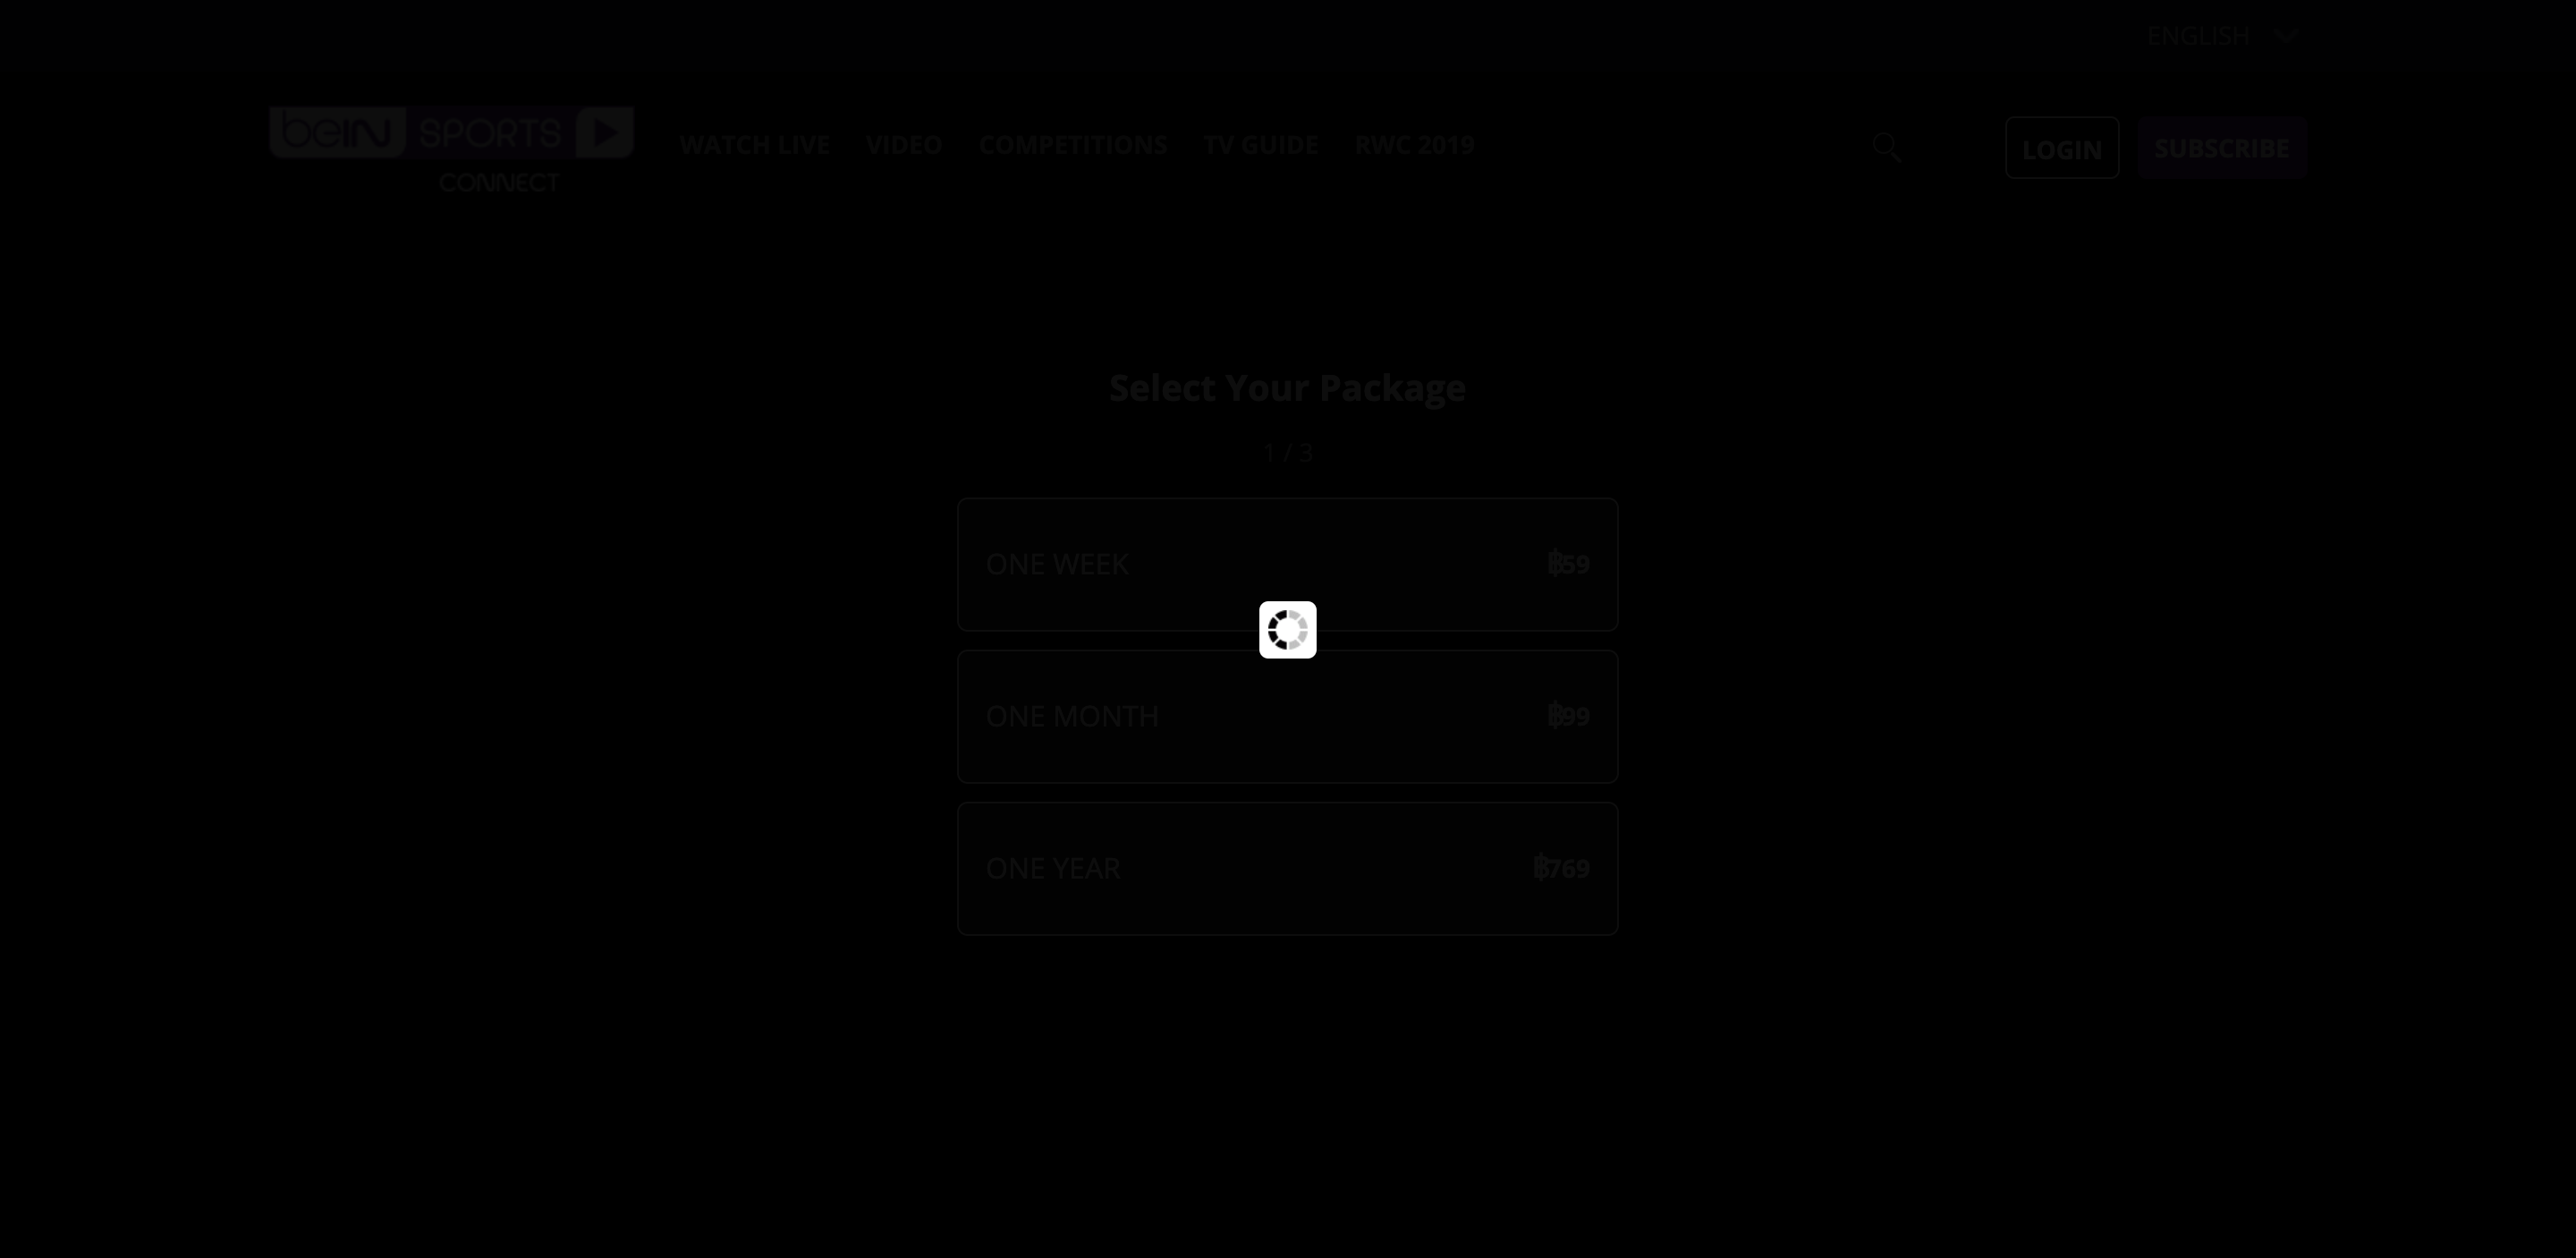 ENGLISH
beIN SPORTS
CONNECT
WATCH LIVE VIDEO COMPETITIONS TV GUIDE RWC 2019
LOGIN SUBSCRIBE
Select Your Package
1 / 3
ONE WEEK ฿59
ONE MONTH ฿99
ONE YEAR ฿769